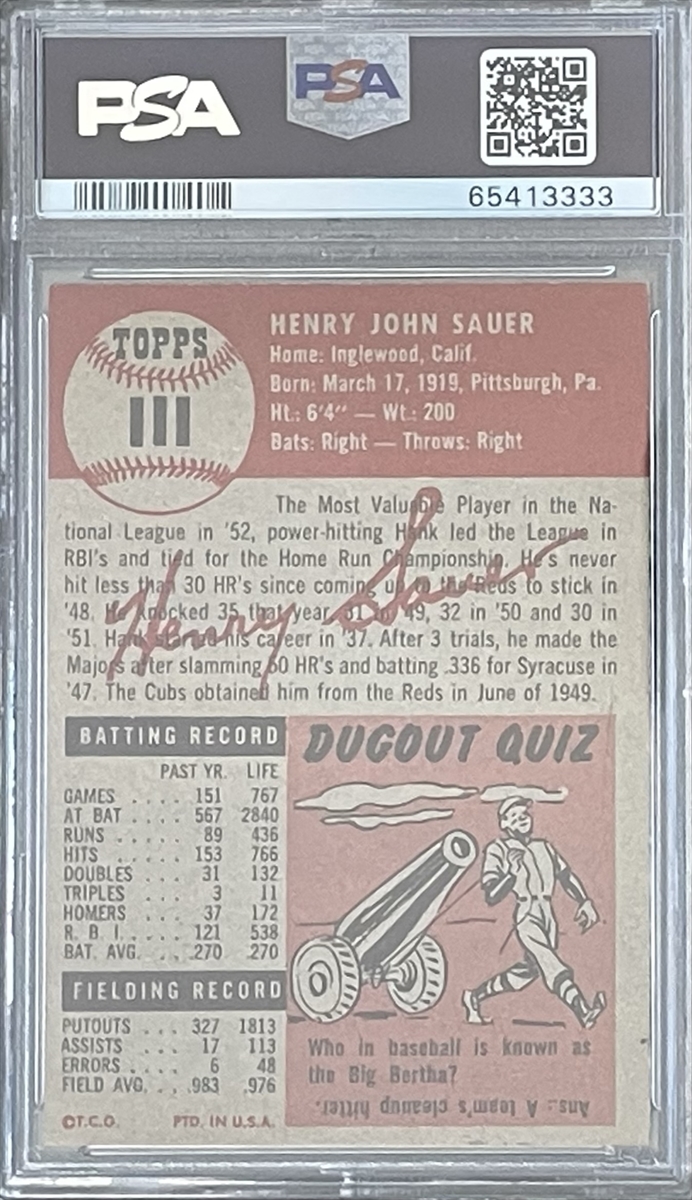 PSA
PSA
65413333
TOPPS
111
HENRY JOHN SAUER
Home: Inglewood, Calif.
Born: March 17, 1919, Pittsburgh, Pa.
Ht.: 6'4" — Wt.: 200
Bats: Right — Throws: Right
The Most Valuable Player in the Na-
tional League in '52, power-hitting Hank led the League in
RBI's and tied for the Home Run Championship. He's never
hit less than 30 HR's since coming up to the Reds to stick in
'48. He knocked 35 that year, 31 in '49, 32 in '50 and 30 in
'51. Hank started his career in '37. After 3 trials, he made the
Majors after slamming 50 HR's and batting .336 for Syracuse in
'47. The Cubs obtained him from the Reds in June of 1949.
Henry Sauer
BATTING RECORD
PAST YR. LIFE
GAMES .... 151 767
AT BAT .... 567 2840
RUNS ..... 89 436
HITS ..... 153 766
DOUBLES ... 31 132
TRIPLES ... 3 11
HOMERS ... 37 172
R. B. I. .... 121 538
BAT. AVG. .. .270 .270
FIELDING RECORD
PUTOUTS ... 327 1813
ASSISTS ... 17 113
ERRORS .... 6 48
FIELD AVG. .. .983 .976
©T.C.G. PTD. IN U.S.A.
DUGOUT QUIZ
Who in baseball is known as
the Big Bertha?
Ans.: A team's cleanup hitter.